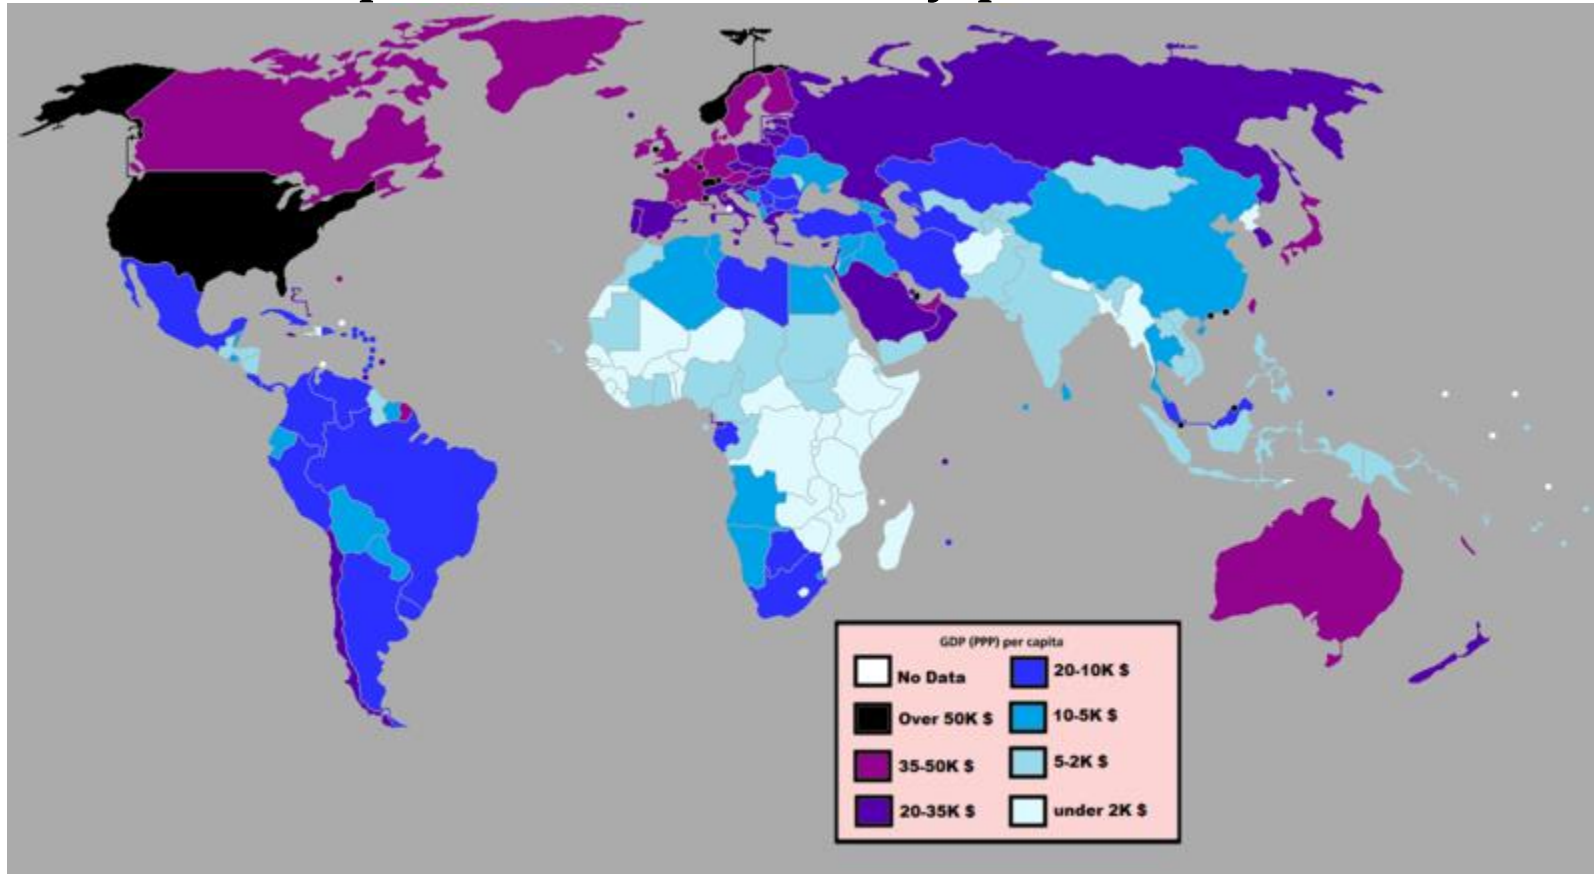 GDP (PPP) per capita
No Data
Over 50K $
35-50K $
20-35K $
20-10K $
10-5K $
5-2K $
under 2K $